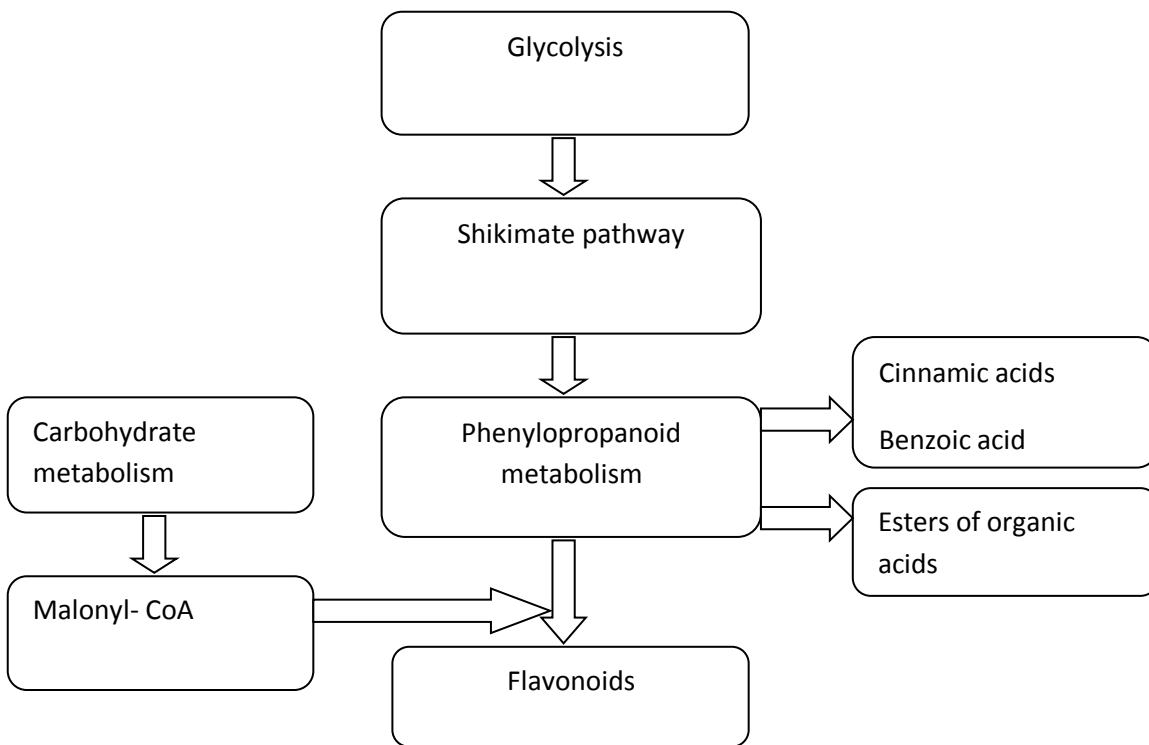 Glycolysis
Shikimate pathway
Cinnamic acids
Benzoic acid
Carbohydrate
metabolism
Phenylopropanoid
metabolism
Esters of organic
acids
Malonyl- CoA
Flavonoids